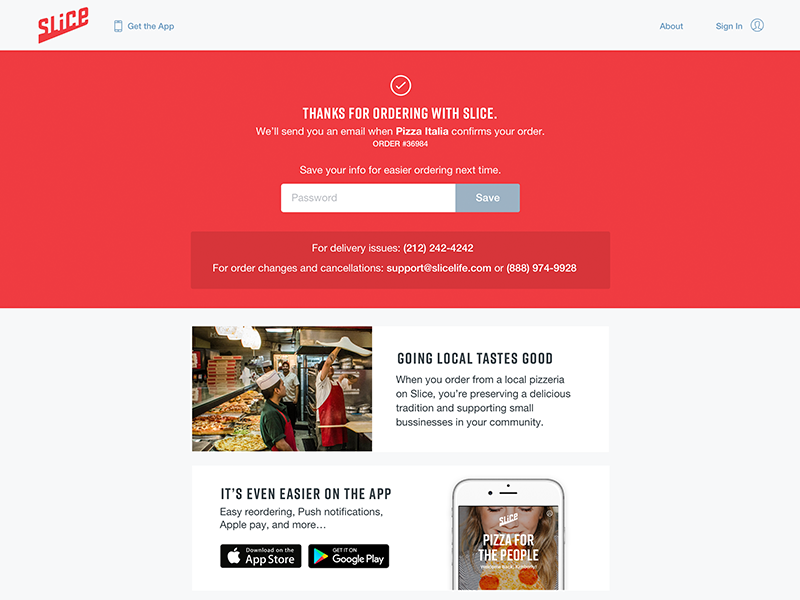 SLICE
Get the App
About
Sign In
THANKS FOR ORDERING WITH SLICE.
We'll send you an email when Pizza Italia confirms your order.
ORDER #36984
Save your info for easier ordering next time.
Password
Save
For delivery issues: (212) 242-4242
For order changes and cancellations: support@slicelife.com or (888) 974-9928
GOING LOCAL TASTES GOOD
When you order from a local pizzeria
on Slice, you're preserving a delicious
tradition and supporting small
bussinesses in your community.
IT'S EVEN EASIER ON THE APP
Easy reordering, Push notifications,
Apple pay, and more…
Download on the
App Store
GET IT ON
Google Play
SLICE
PIZZA FOR
THE PEOPLE
Welcome back, Kimberly!